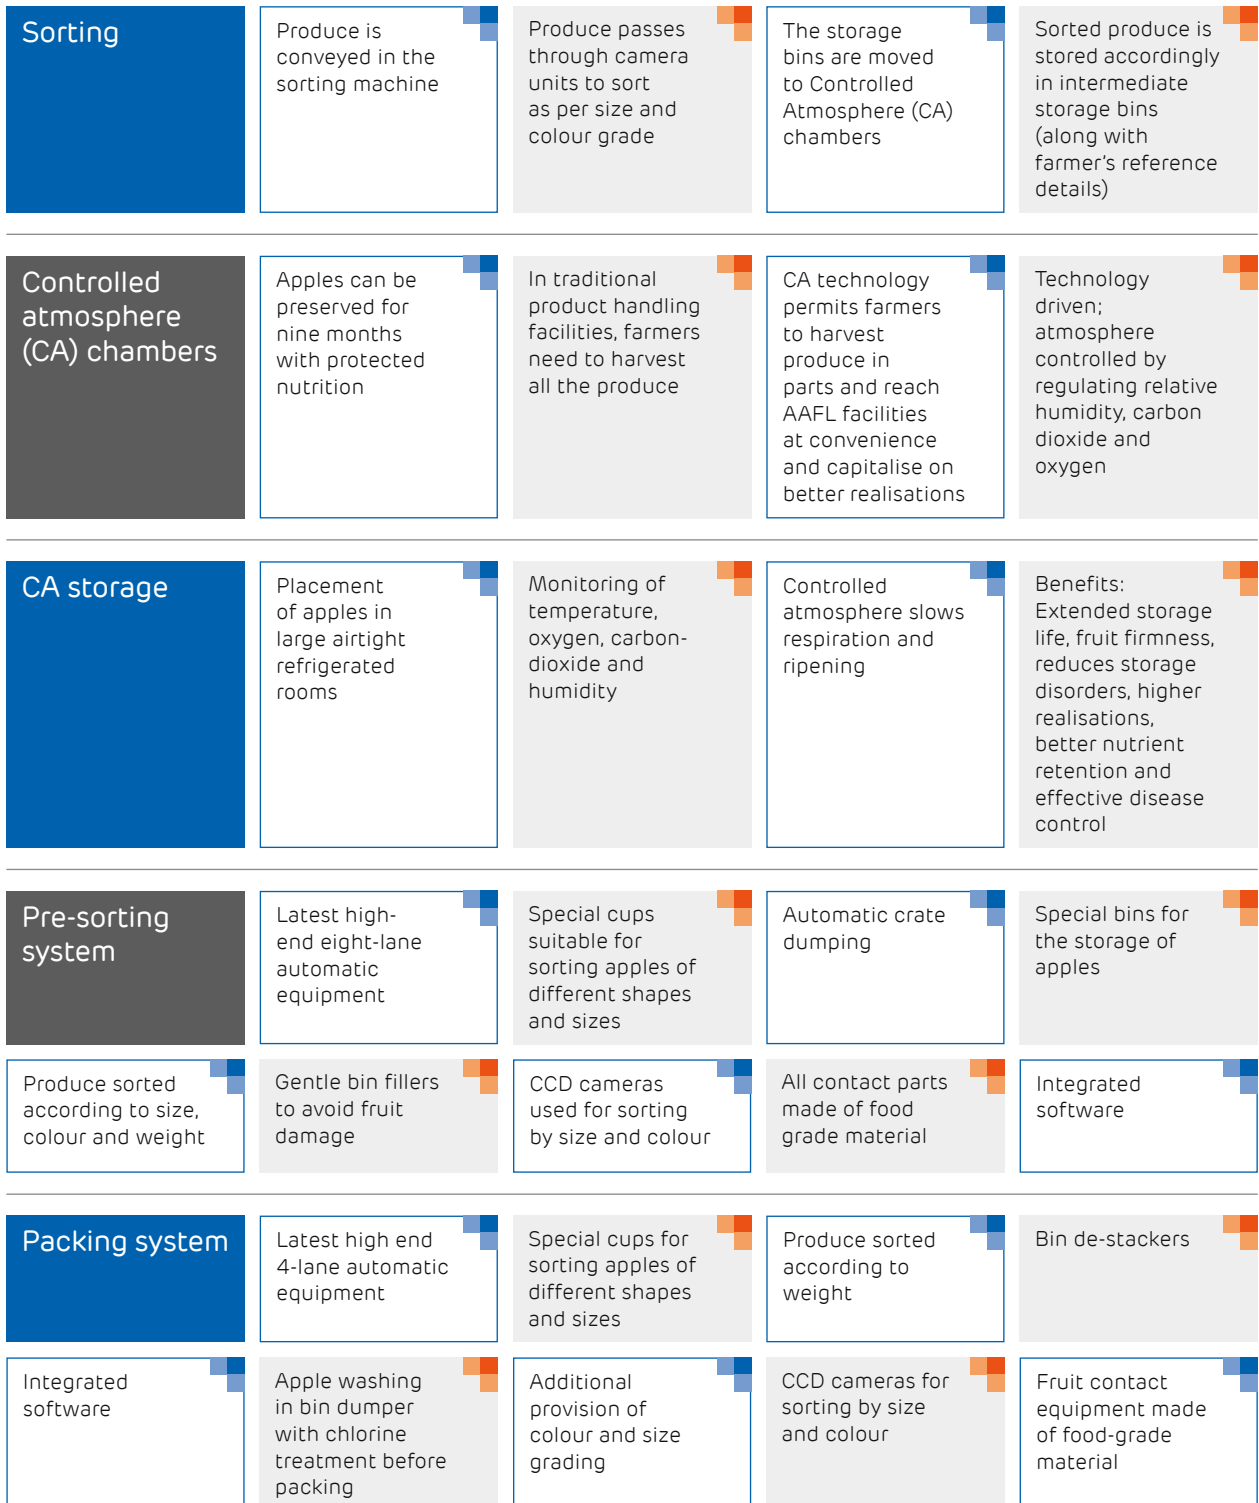 Sorting
Produce is
conveyed in the
sorting machine
Produce passes
through camera
units to sort
as per size and
colour grade
The storage
bins are moved
to Controlled
Atmosphere (CA)
chambers
Sorted produce is
stored accordingly
in intermediate
storage bins
(along with
farmer's reference
details)
Controlled
atmosphere
(CA) chambers
Apples can be
preserved for
nine months
with protected
nutrition
In traditional
product handling
facilities, farmers
need to harvest
all the produce
CA technology
permits farmers
to harvest
produce in
parts and reach
AAFL facilities
at convenience
and capitalise on
better realisations
Technology
driven;
atmosphere
controlled by
regulating relative
humidity, carbon
dioxide and
oxygen
CA storage
Placement
of apples in
large airtight
refrigerated
rooms
Monitoring of
temperature,
oxygen, carbon-
dioxide and
humidity
Controlled
atmosphere slows
respiration and
ripening
Benefits:
Extended storage
life, fruit firmness,
reduces storage
disorders, higher
realisations,
better nutrient
retention and
effective disease
control
Pre-sorting
system
Latest high-
end eight-lane
automatic
equipment
Special cups
suitable for
sorting apples of
different shapes
and sizes
Automatic crate
dumping
Special bins for
the storage of
apples
Produce sorted
according to size,
colour and weight
Gentle bin fillers
to avoid fruit
damage
CCD cameras
used for sorting
by size and colour
All contact parts
made of food
grade material
Integrated
software
Packing system
Latest high end
4-lane automatic
equipment
Special cups for
sorting apples of
different shapes
and sizes
Produce sorted
according to
weight
Bin de-stackers
Integrated
software
Apple washing
in bin dumper
with chlorine
treatment before
packing
Additional
provision of
colour and size
grading
CCD cameras for
sorting by size
and colour
Fruit contact
equipment made
of food-grade
material